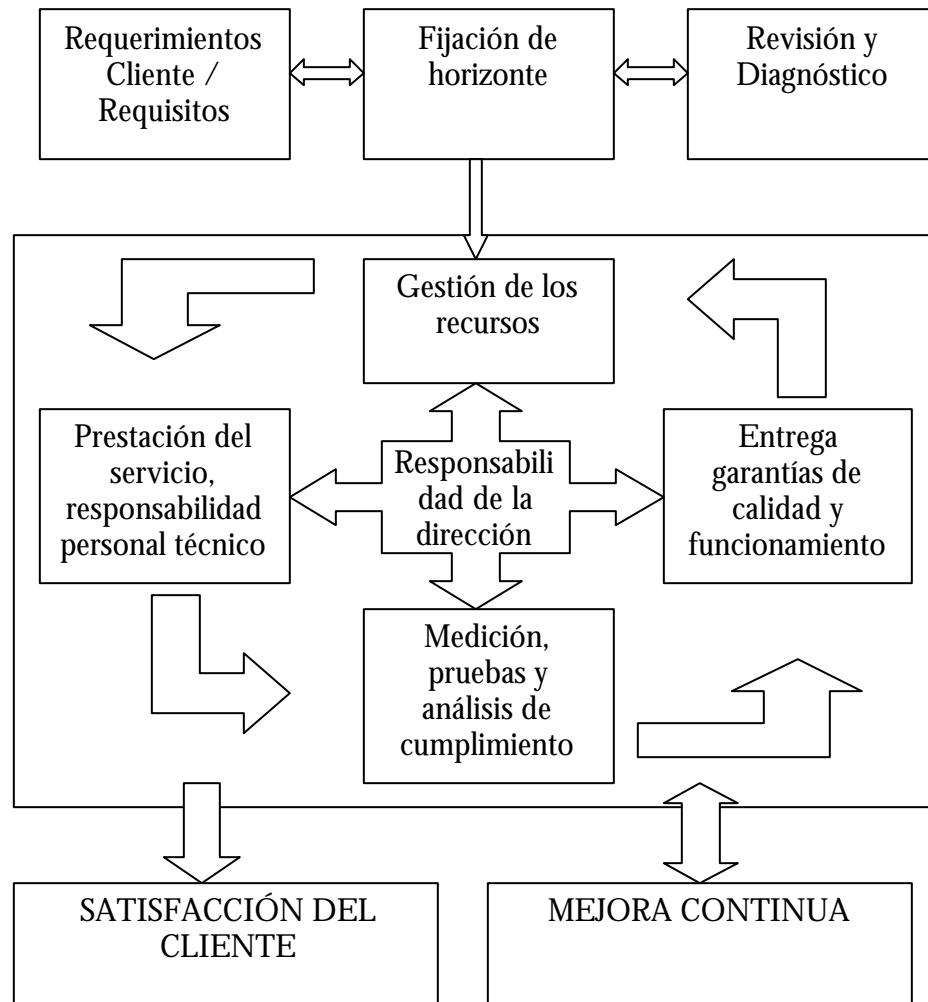 Requerimientos
Cliente /
Requisitos
Fijación de
horizonte
Revisión y
Diagnóstico
Gestión de los
recursos
Prestación del
servicio,
responsabilidad
personal técnico
Responsabili
dad de la
dirección
Entrega
garantías de
calidad y
funcionamiento
Medición,
pruebas y
análisis de
cumplimiento
SATISFACCIÓN DEL
CLIENTE
MEJORA CONTINUA